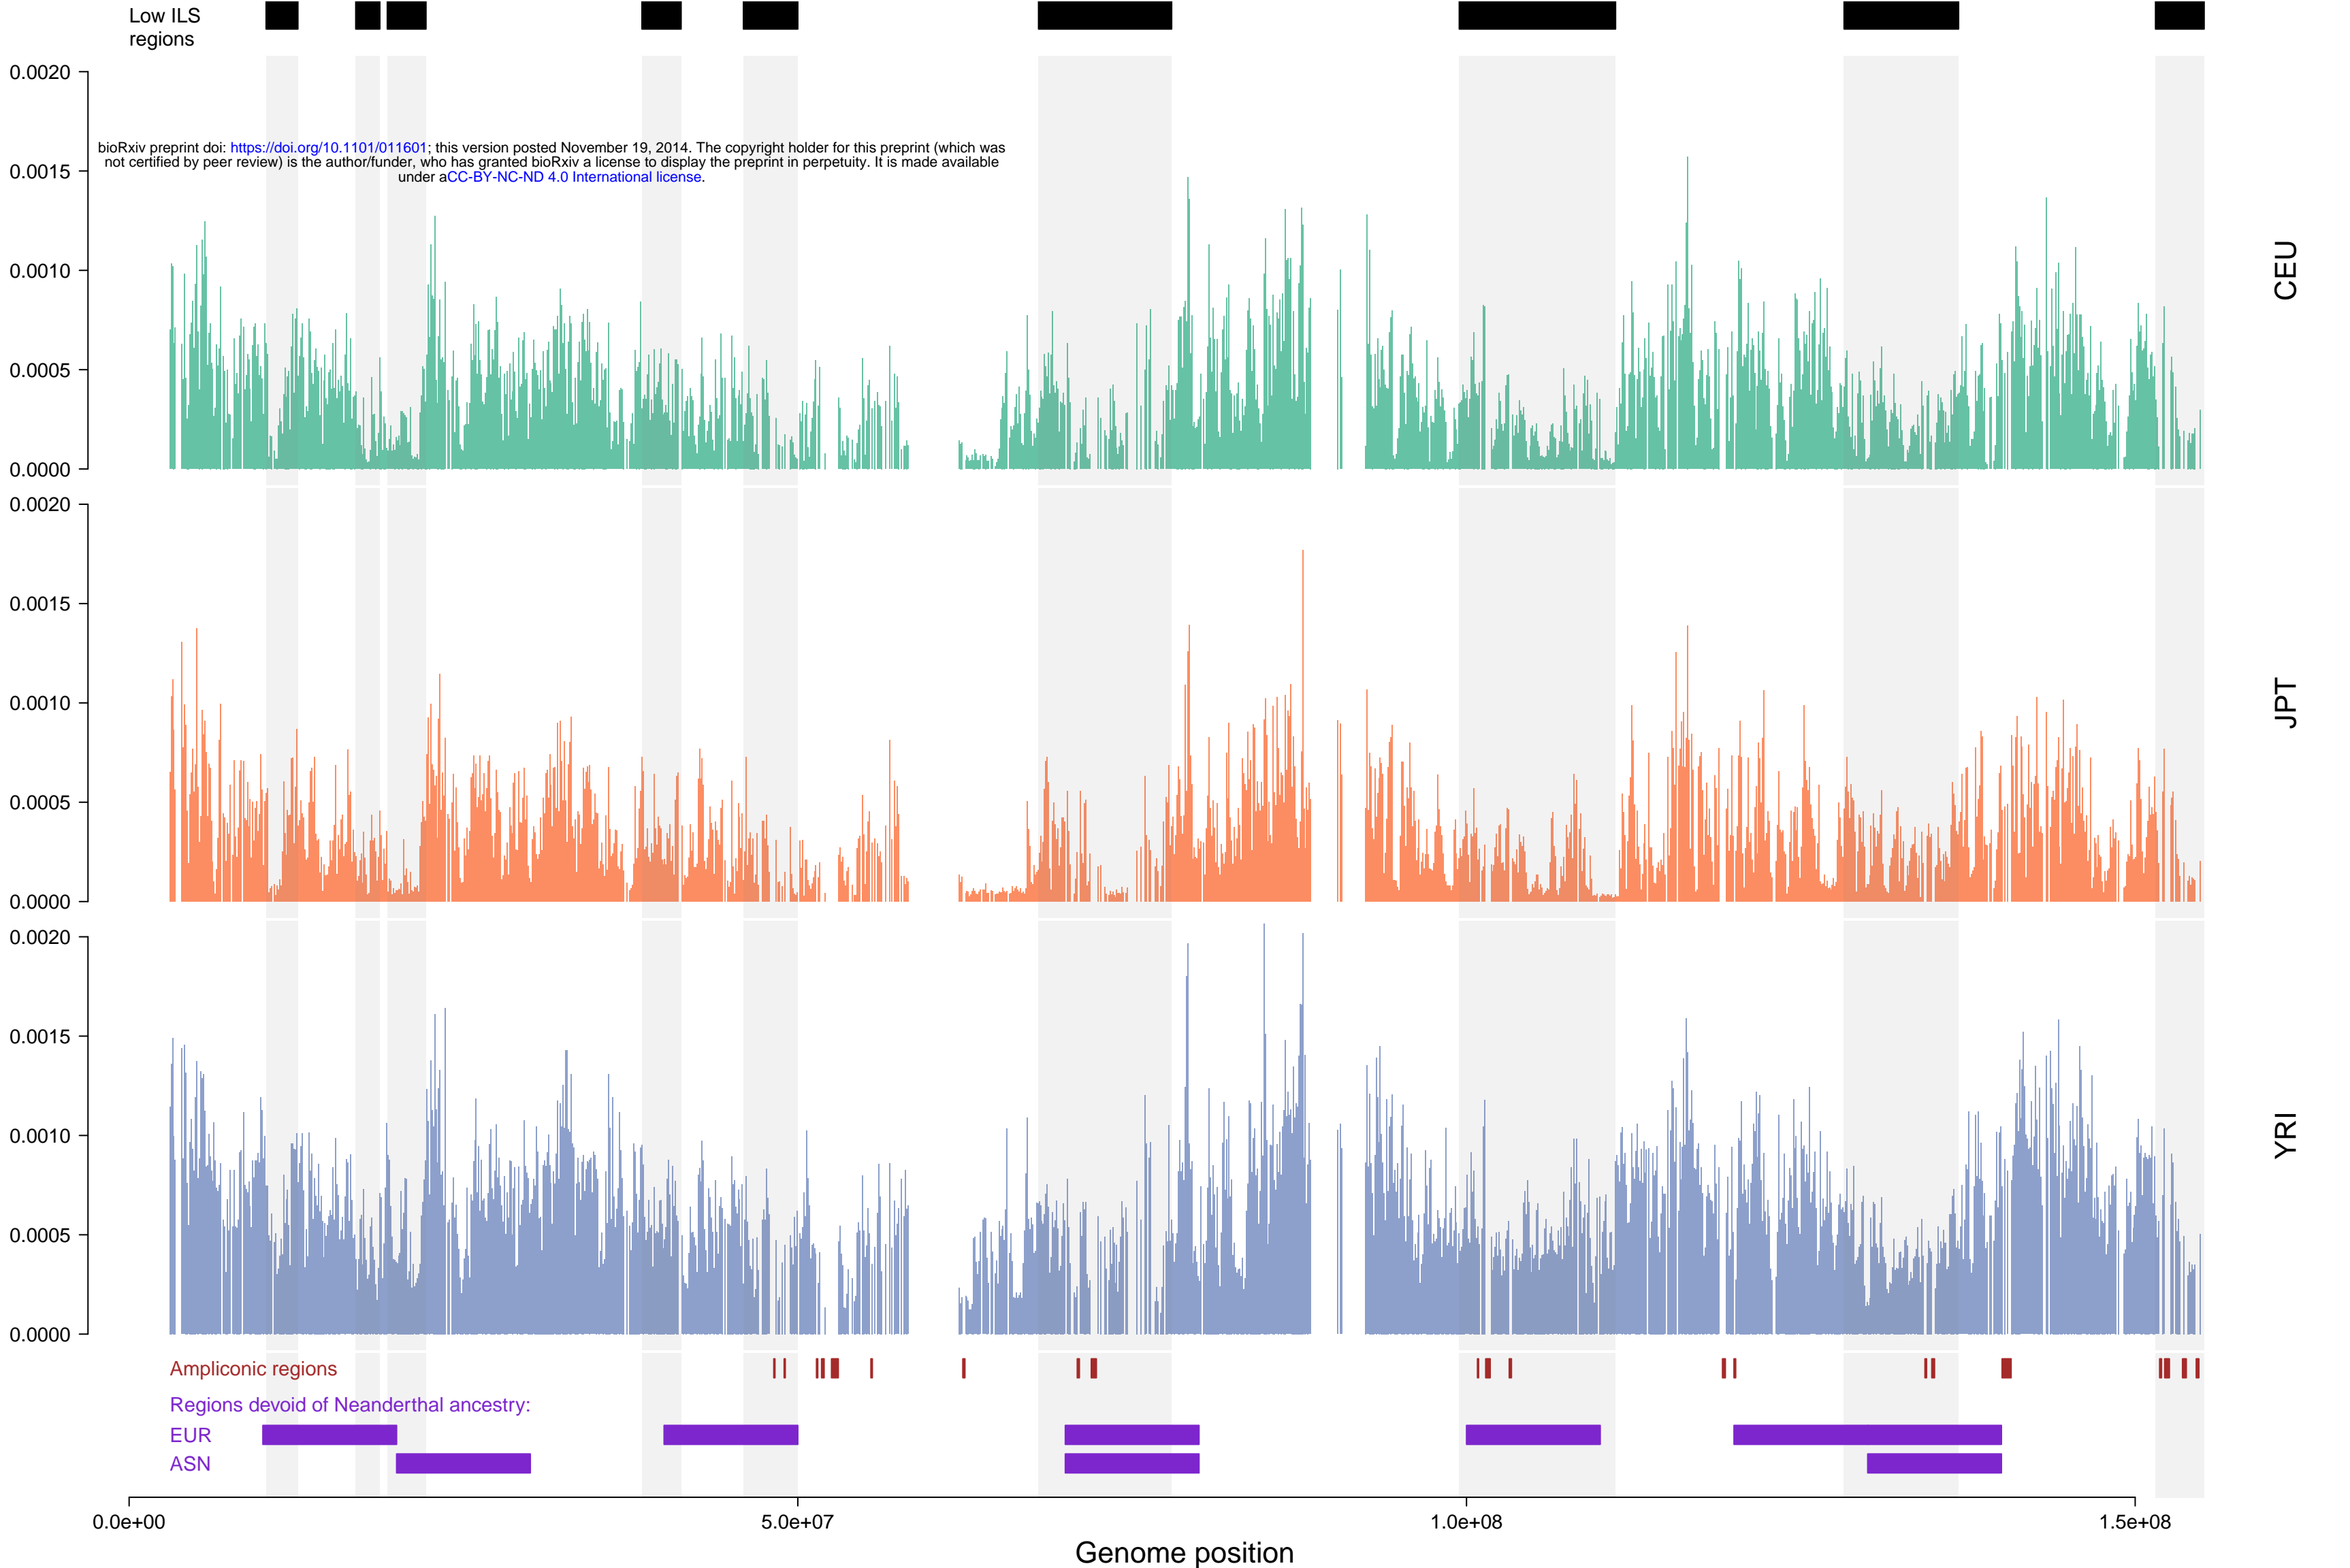 Low ILS
regions
0.0020
bioRxiv preprint doi: https://doi.org/10.1101/011601; this version posted November 19, 2014. The copyright holder for this preprint (which was
not certified by peer review) is the author/funder, who has granted bioRxiv a license to display the preprint in perpetuity. It is made available
under aCC-BY-NC-ND 4.0 International license.
0.0015
0.0010
0.0005
0.0000
CEU
0.0020
0.0015
0.0010
0.0005
0.0000
JPT
0.0020
0.0015
0.0010
0.0005
0.0000
YRI
Ampliconic regions
Regions devoid of Neanderthal ancestry:
EUR
ASN
0.0e+00 5.0e+07 1.0e+08 1.5e+08
Genome position